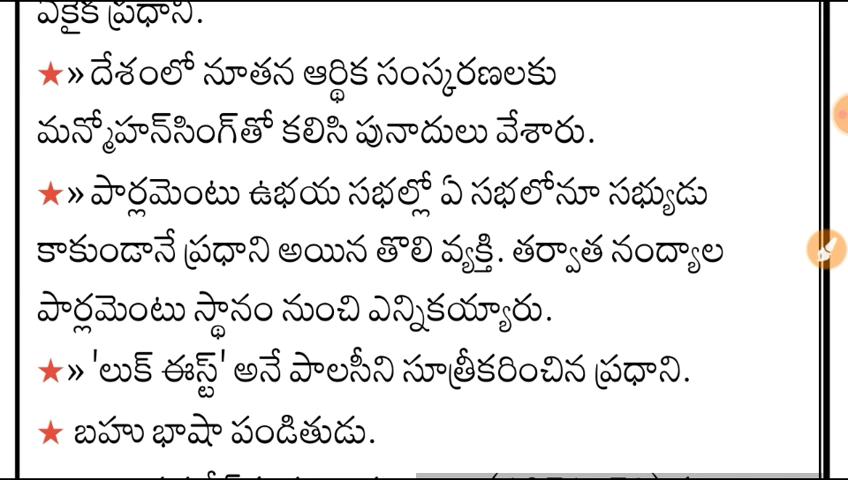 ఏకైక ప్రధాని.
★» దేశంలో నూతన ఆర్థిక సంస్కరణలకు
మన్మోహన్‌సింగ్‌తో కలిసి పునాదులు వేశారు.
★» పార్లమెంటు ఉభయ సభల్లో ఏ సభలోనూ సభ్యుడు
కాకుండానే ప్రధాని అయిన తొలి వ్యక్తి. తర్వాత నంద్యాల
పార్లమెంటు స్థానం నుంచి ఎన్నికయ్యారు.
★» 'లుక్ ఈస్ట్' అనే పాలసీని సూత్రీకరించిన ప్రధాని.
★ బహు భాషా పండితుడు.